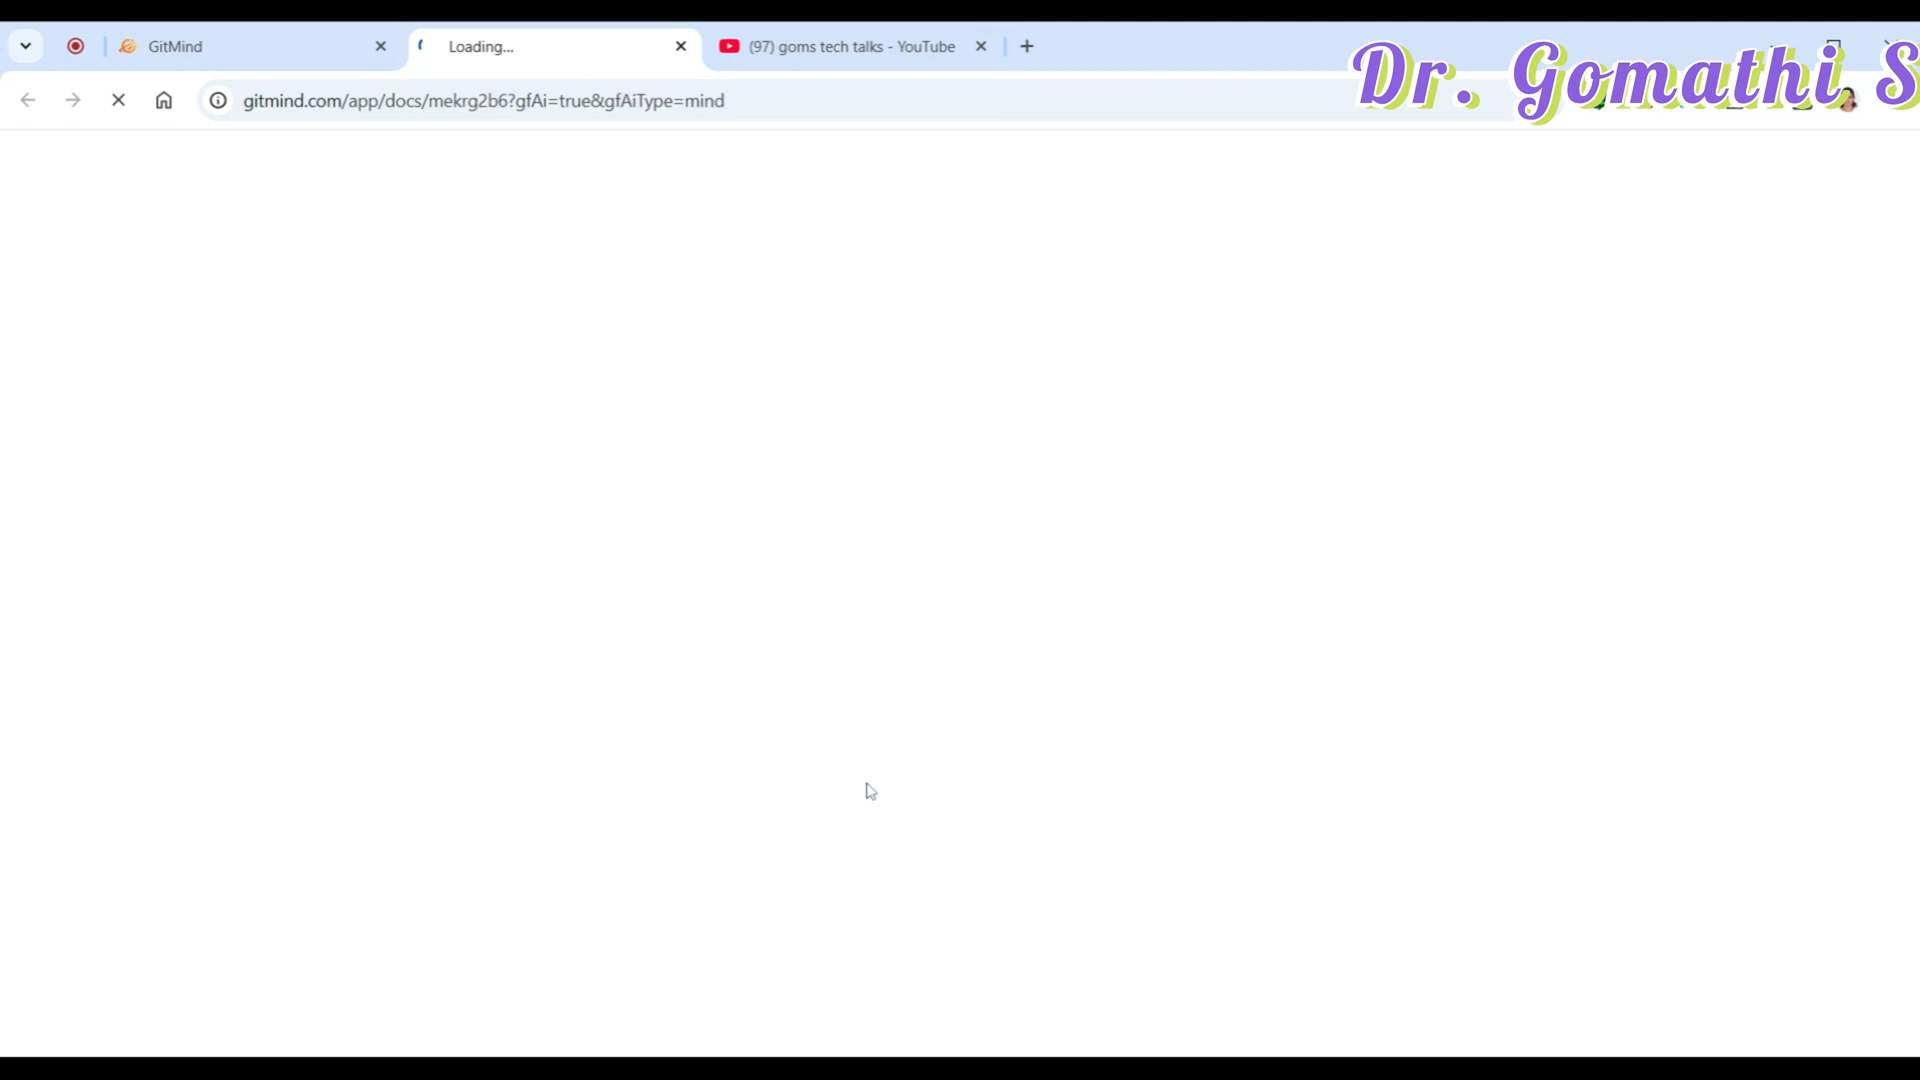 GitMind
Loading...
(97) goms tech talks - YouTube
Dr. Gomathi S
gitmind.com/app/docs/mekrg2b6?gfAi=true&gfAiType=mind